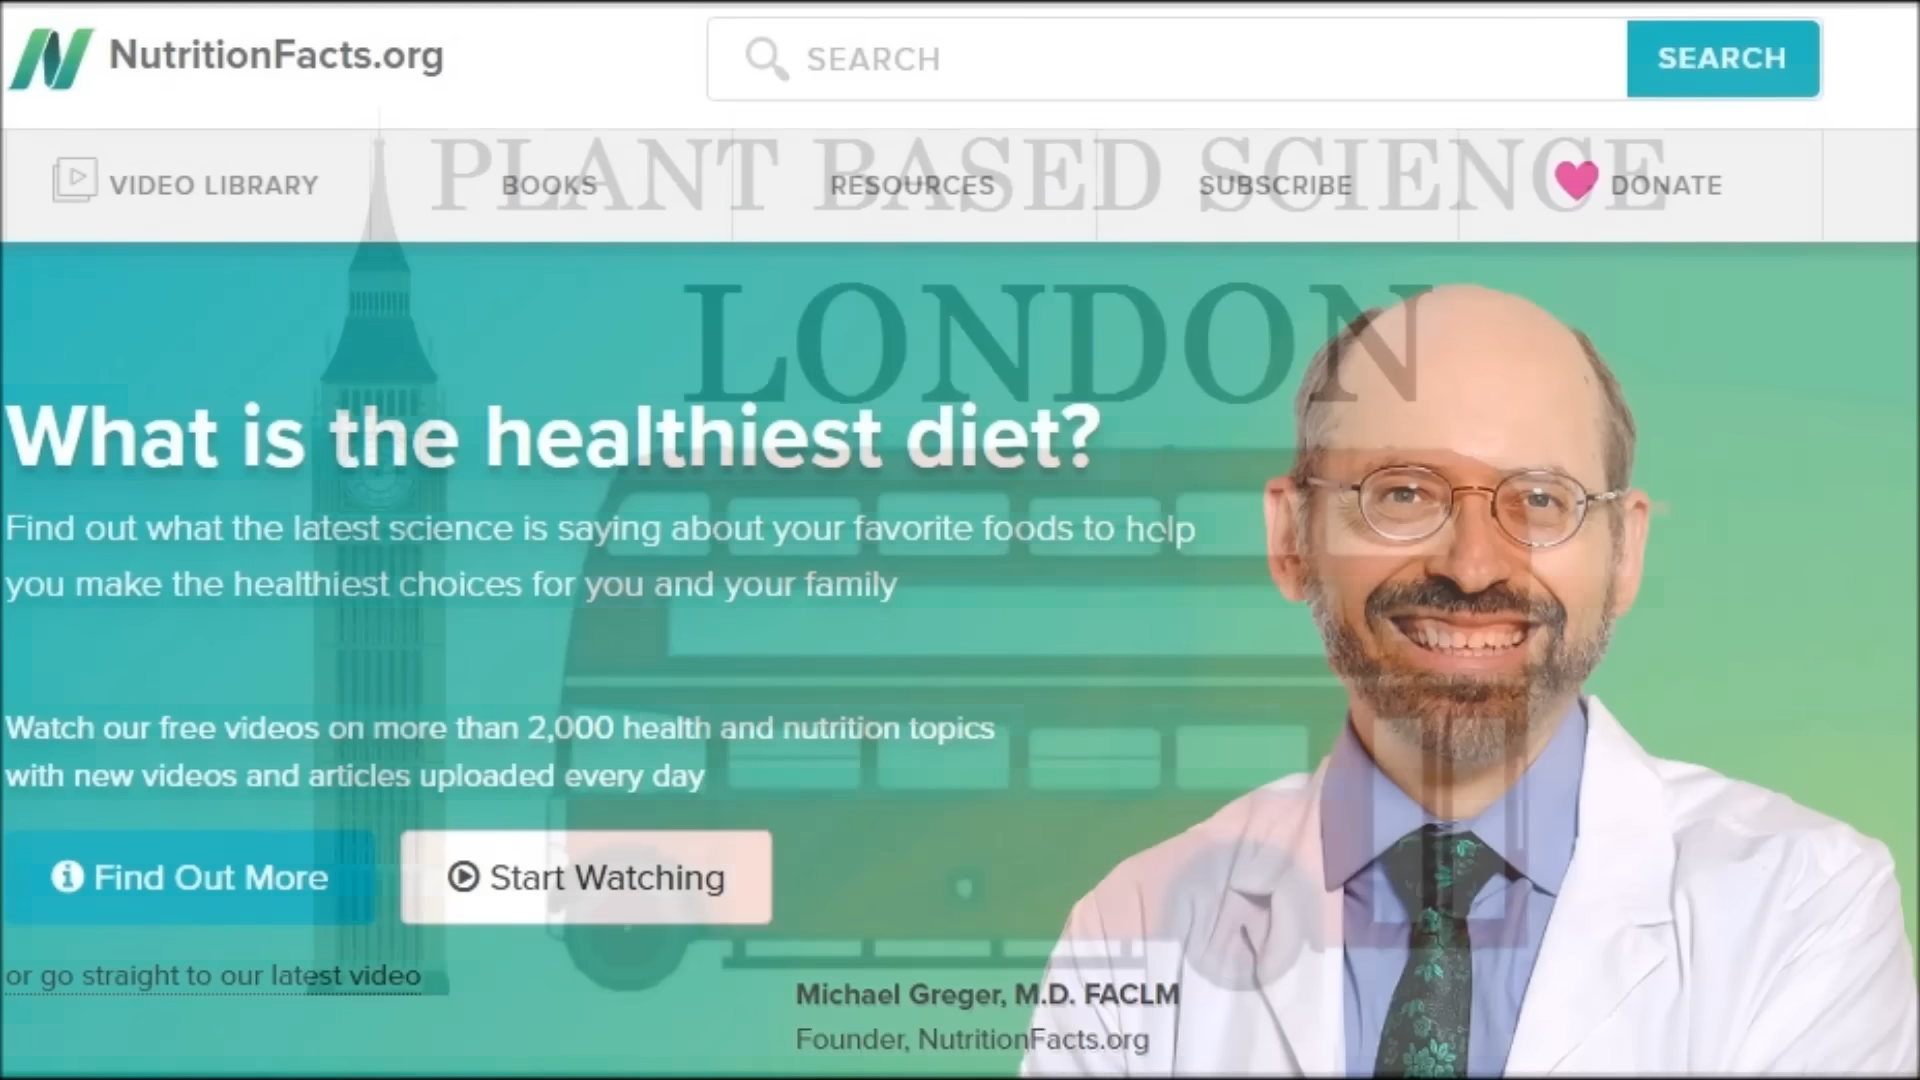 NutritionFacts.org
SEARCH
SEARCH
PLANT BASED SCIENCE
VIDEO LIBRARY
BOOKS
RESOURCES
SUBSCRIBE
DONATE
LONDON
What is the healthiest diet?
Find out what the latest science is saying about your favorite foods to help
you make the healthiest choices for you and your family
Watch our free videos on more than 2,000 health and nutrition topics
with new videos and articles uploaded every day
Find Out More
Start Watching
or go straight to our latest video
Michael Greger, M.D. FACLM
Founder, NutritionFacts.org